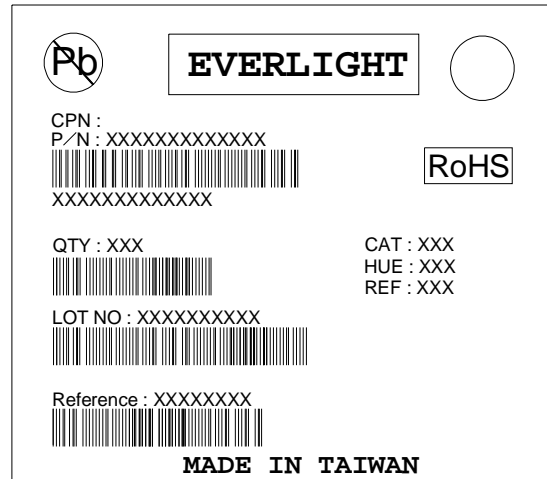 Pb
EVERLIGHT
CPN :
P/N : XXXXXXXXXXXXX
RoHS
XXXXXXXXXXXXX
QTY : XXX
CAT : XXX
HUE : XXX
REF : XXX
LOT NO : XXXXXXXXXX
Reference : XXXXXXXX
MADE IN TAIWAN